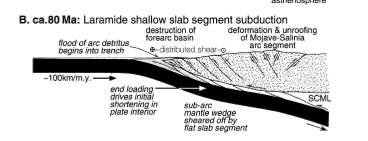 asthenosphere
B. ca.80 Ma: Laramide shallow slab segment subduction
destruction of
forearc basin
deformation & unroofing
of Mojave-Salinia
arc segment
flood of arc detritus
begins into trench
⊕-distributed shear-⊙
~100km/m.y.
end loading
drives initial
shortening in
plate interior
sub-arc
mantle wedge
sheared off by
flat slab segment
SCML